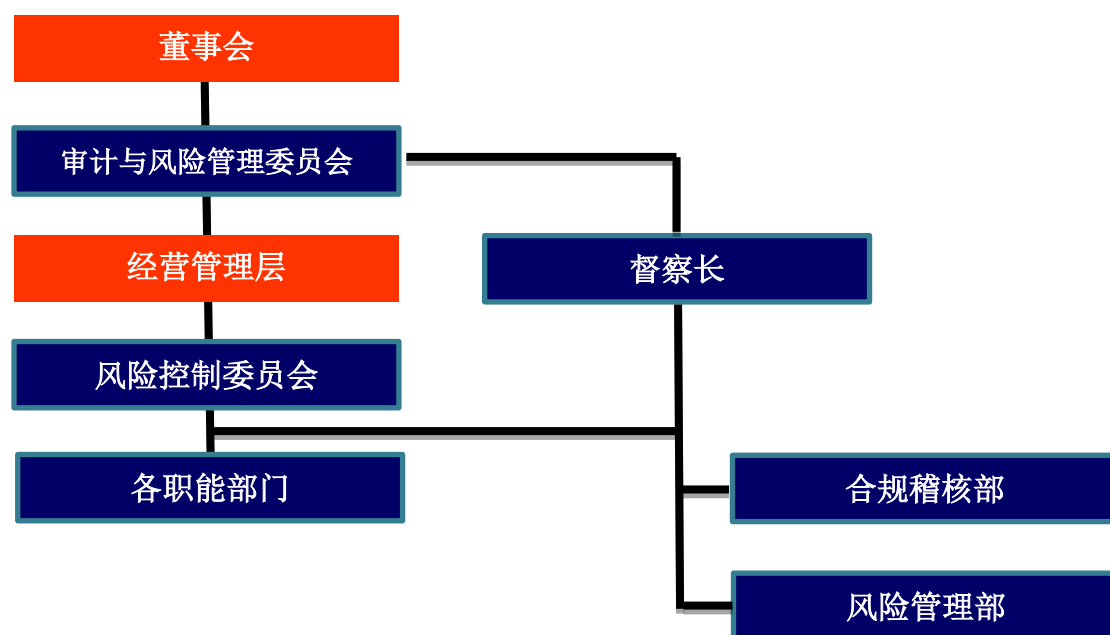 董事会
审计与风险管理委员会
经营管理层
督察长
风险控制委员会
各职能部门
合规稽核部
风险管理部